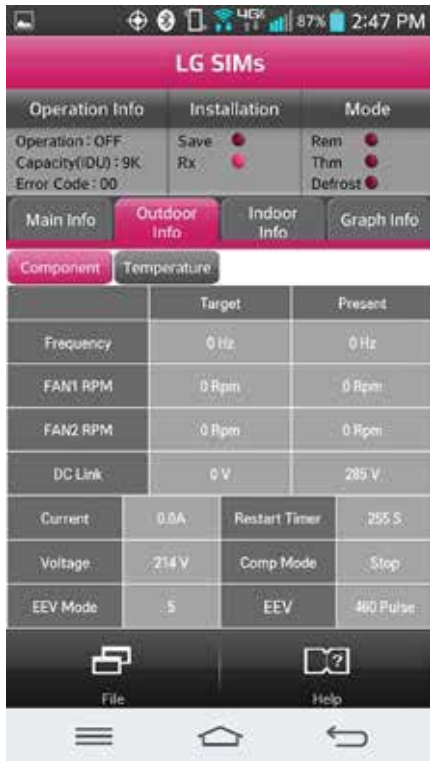 4G 87% 2:47 PM
LG SIMs
Operation Info Installation Mode
Operation : OFF Save Rem
Capacity(IDU) : 9K Rx Thm
Error Code : 00 Defrost
Main Info Outdoor Info Indoor Info Graph Info
Component Temperature
Target Present
Frequency 0 Hz 0 Hz
FAN1 RPM 0 Rpm 0 Rpm
FAN2 RPM 0 Rpm 0 Rpm
DC Link 0 V 285 V
Current 0.0A Restart Timer 255 S
Voltage 214 V Comp Mode Stop
EEV Mode 5 EEV 460 Pulse
File Help